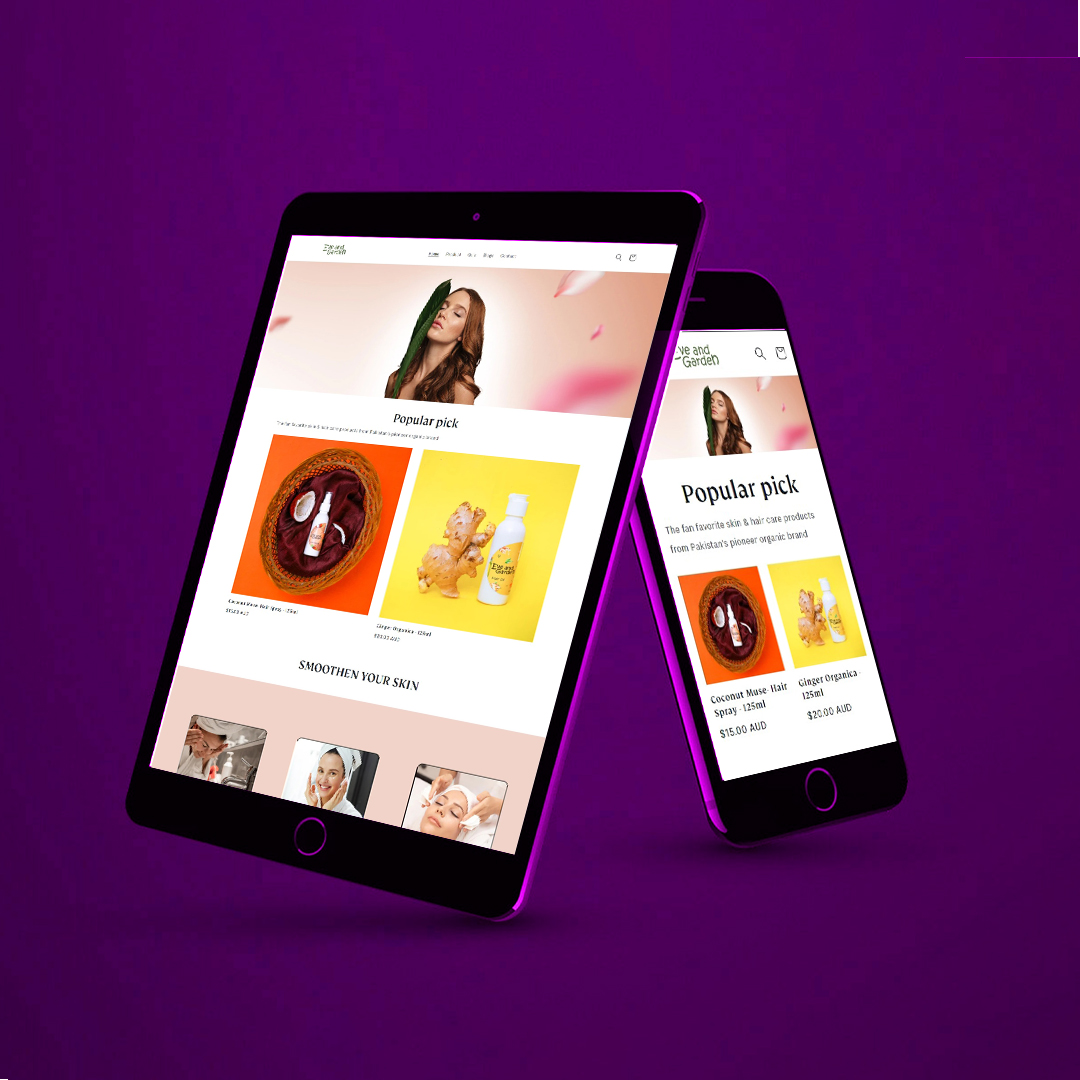 Eve and
Garden
Home Product Blogs Contact
Popular pick
The fan favorite skin & hair care products from Pakistan's pioneer organic brand
Eve and
Garden
Coconut Muse- Hair Spray - 125ml
$15.00 AUD
Ginger Organica - 125ml
$20.00 AUD
SMOOTHEN YOUR SKIN
Eve and
Garden
Popular pick
The fan favorite skin & hair care products
from Pakistan's pioneer organic brand
Coconut Muse- Hair
Spray - 125ml
$15.00 AUD
Ginger Organica -
125ml
$20.00 AUD